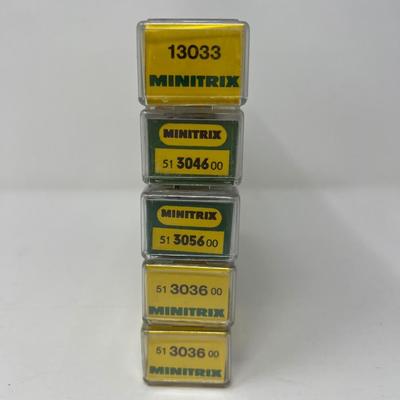 13033
MINITRIX
MINITRIX
51 3046 00
MINITRIX
51 3056 00
51 3036 00
MINITRIX
51 3036 00
MINITRIX